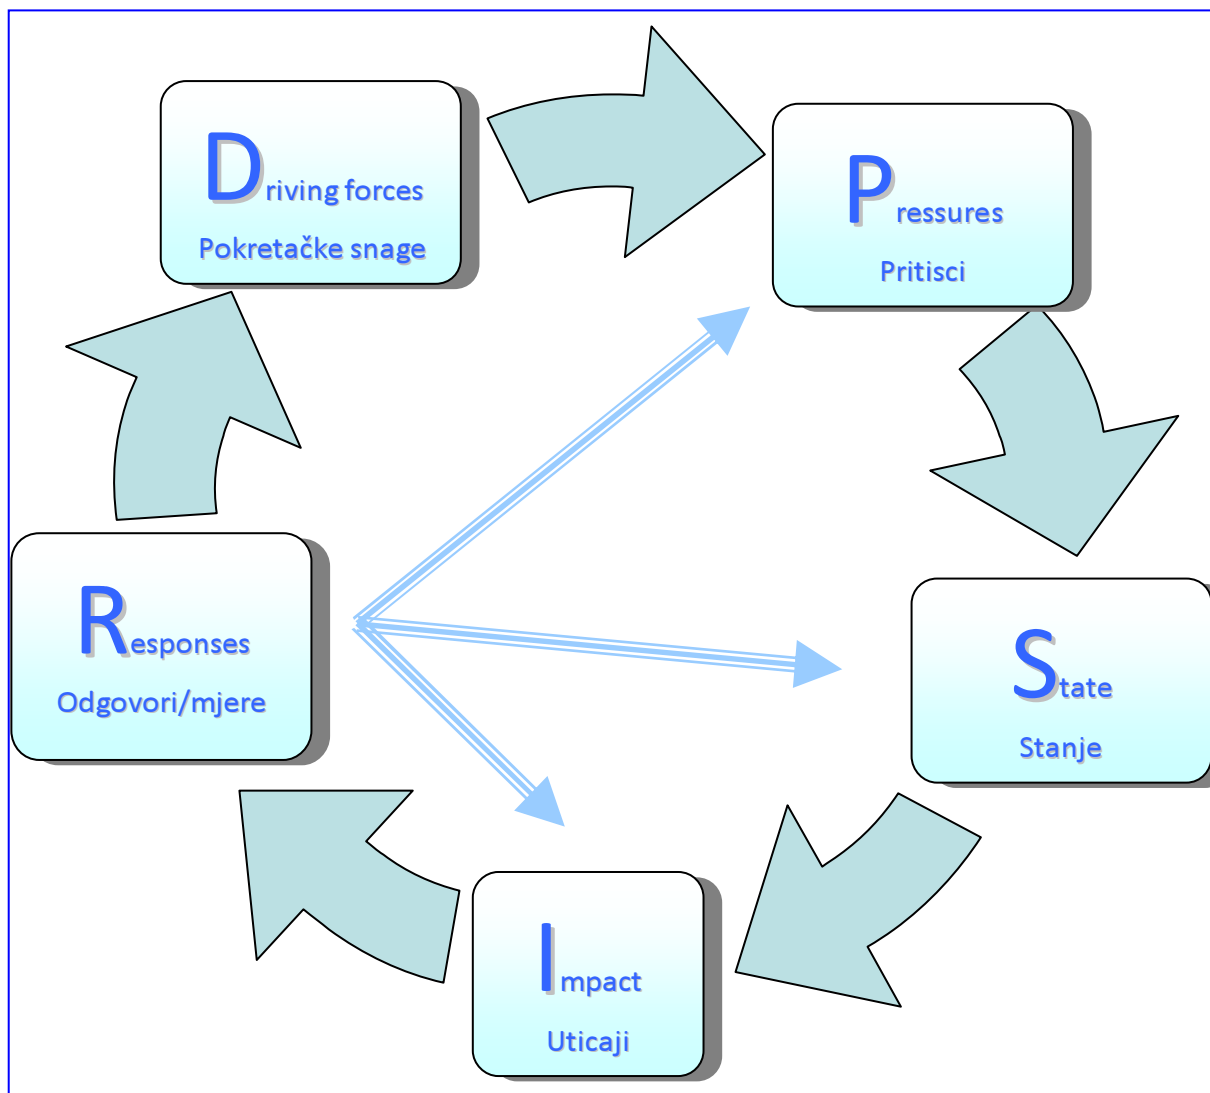 Driving forces
Pokretačke snage
Pressures
Pritisci
State
Stanje
Impact
Uticaji
Responses
Odgovori/mjere